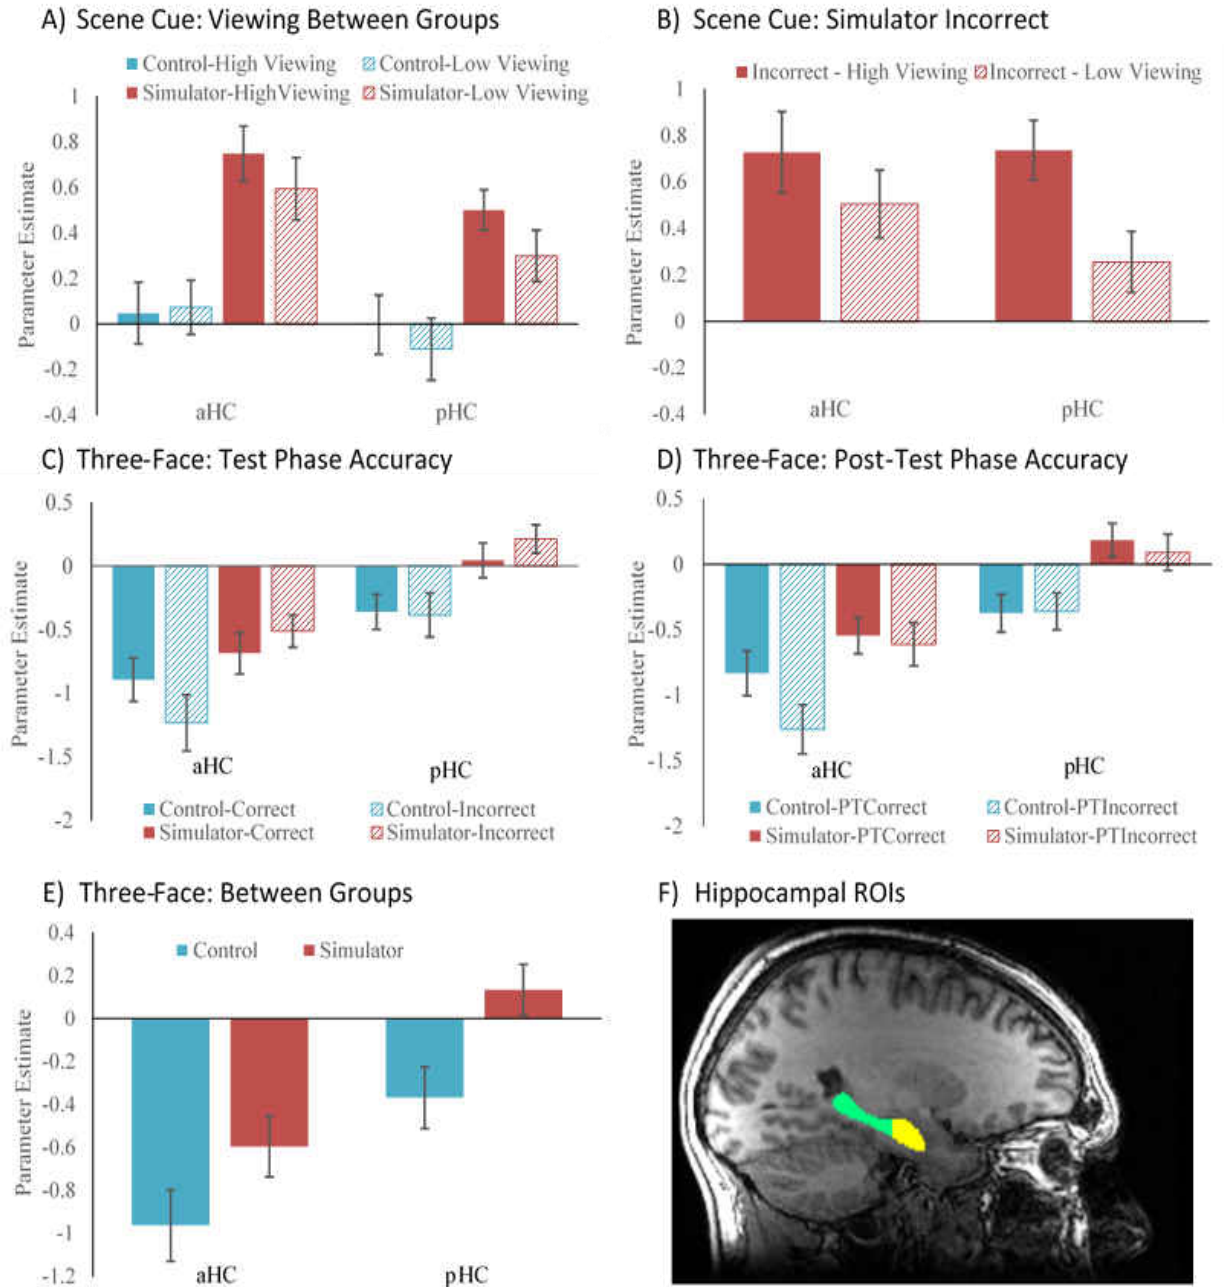 A) Scene Cue: Viewing Between Groups
Control-High Viewing Control-Low Viewing
Simulator-HighViewing Simulator-Low Viewing
1
0.8
0.6
0.4
0.2
0
-0.2
-0.4
Parameter Estimate
aHC pHC
B) Scene Cue: Simulator Incorrect
Incorrect - High Viewing Incorrect - Low Viewing
1
0.8
0.6
0.4
0.2
0
-0.2
-0.4
Parameter Estimate
aHC pHC
C) Three-Face: Test Phase Accuracy
0.5
0
-0.5
-1
-1.5
-2
Parameter Estimate
aHC pHC
Control-Correct Control-Incorrect
Simulator-Correct Simulator-Incorrect
D) Three-Face: Post-Test Phase Accuracy
0.5
0
-0.5
-1
-1.5
-2
Parameter Estimate
aHC pHC
Control-PTCorrect Control-PTIncorrect
Simulator-PTCorrect Simulator-PTIncorrect
E) Three-Face: Between Groups
Control Simulator
0.4
0.2
0
-0.2
-0.4
-0.6
-0.8
-1
-1.2
Parameter Estimate
aHC pHC
F) Hippocampal ROIs